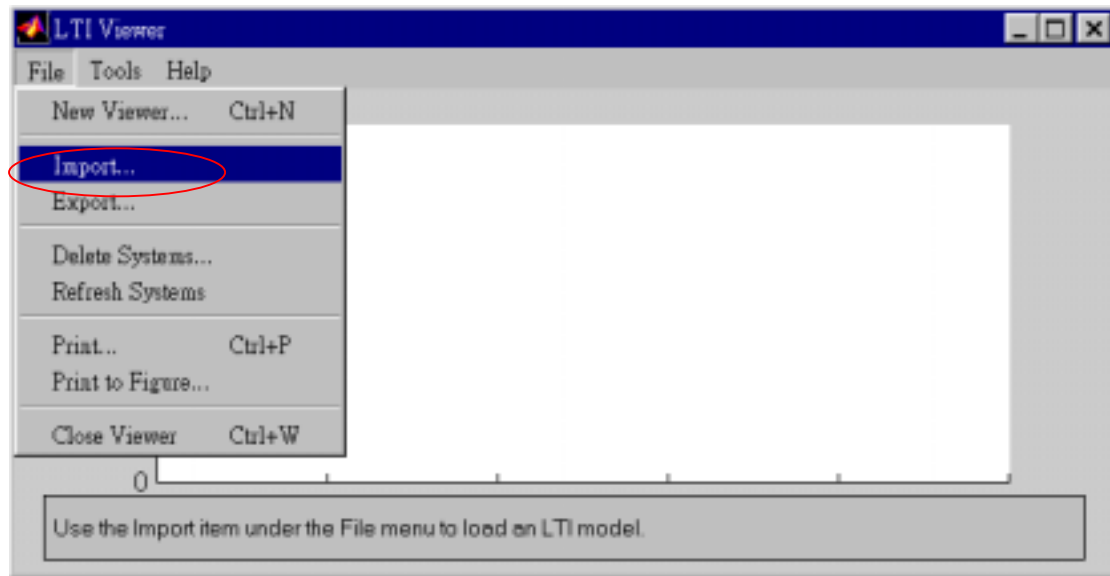 LTI Viewer
File Tools Help
New Viewer... Ctrl+N
Import...
Export...
Delete Systems...
Refresh Systems
Print... Ctrl+P
Print to Figure...
Close Viewer Ctrl+W
0
Use the Import item under the File menu to load an LTI model.